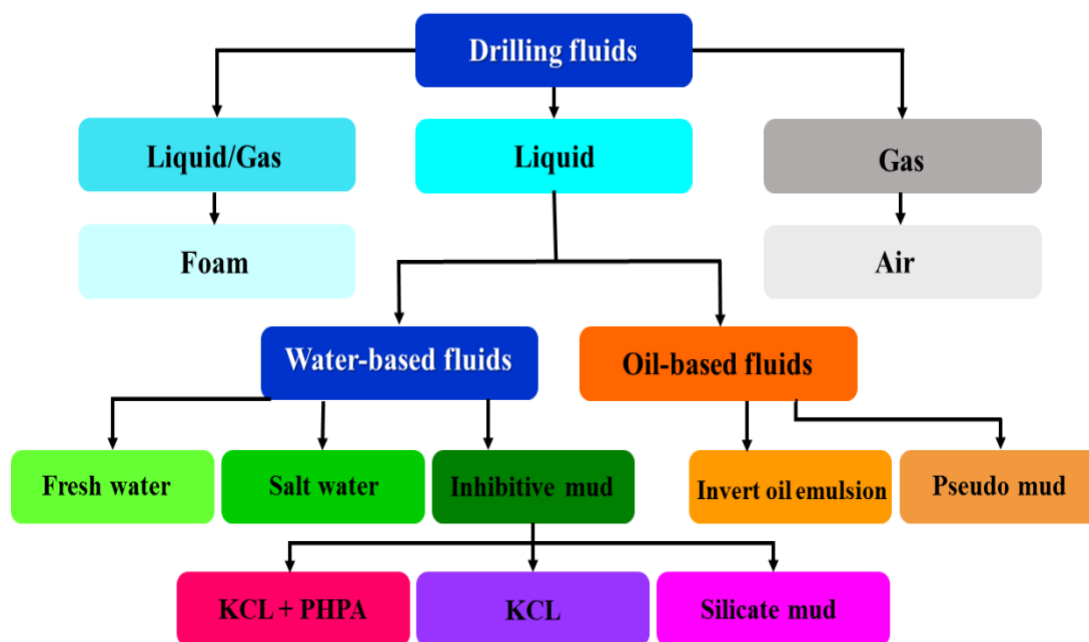 Drilling fluids
Liquid/Gas
Liquid
Gas
Foam
Air
Water-based fluids
Oil-based fluids
Fresh water
Salt water
Inhibitive mud
Invert oil emulsion
Pseudo mud
KCL + PHPA
KCL
Silicate mud